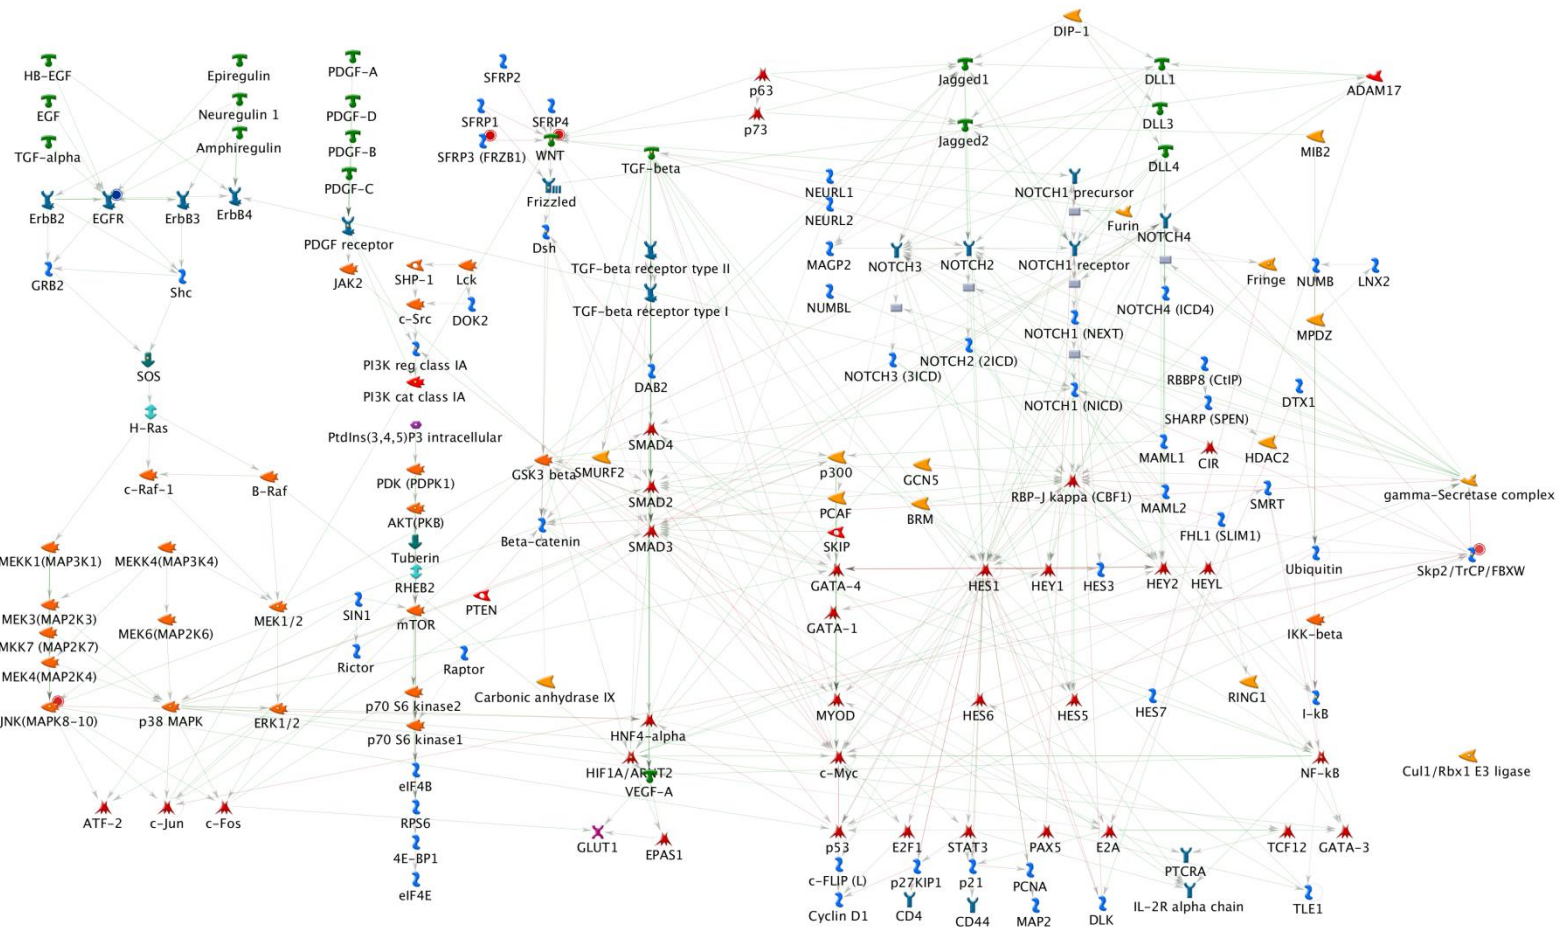 DIP-1
HB-EGF
Epiregulin
PDGF-A
SFRP2
Jagged1
DLL1
ADAM17
p63
EGF
Neuregulin 1
PDGF-D
SFRP1
SFRP4
p73
DLL3
TGF-alpha
Amphiregulin
PDGF-B
SFRP3 (FRZB1)
WNT
Jagged2
MIB2
TGF-beta
DLL4
PDGF-C
NEURL1
NOTCH1 precursor
ErbB2
EGFR
ErbB3
ErbB4
Frizzled
NEURL2
Furin
NOTCH4
PDGF receptor
Dsh
MAGP2
NOTCH3
NOTCH2
NOTCH1 receptor
TGF-beta receptor type II
GRB2
Shc
JAK2
SHP-1
Lck
Fringe
NUMB
LNX2
c-Src
DOK2
TGF-beta receptor type I
NUMBL
NOTCH4 (ICD4)
NOTCH1 (NEXT)
MPDZ
SOS
PI3K reg class IA
NOTCH3 (3ICD)
NOTCH2 (2ICD)
RBBP8 (CtIP)
DAB2
PI3K cat class IA
NOTCH1 (NICD)
SHARP (SPEN)
DTX1
H-Ras
PtdIns(3,4,5)P3 intracellular
SMAD4
MAML1
CIR
HDAC2
c-Raf-1
B-Raf
PDK (PDPK1)
GSK3 beta
SMURF2
p300
GCN5
RBP-J kappa (CBF1)
gamma-Secretase complex
SMAD2
AKT(PKB)
PCAF
BRM
MAML2
SMRT
FHL1 (SLIM1)
Beta-catenin
SMAD3
SKIP
MEKK1(MAP3K1)
MEKK4(MAP3K4)
Tuberin
RHEB2
GATA-4
HES1
HEY1
HES3
HEY2
HEYL
Ubiquitin
Skp2/TrCP/FBXW
MEK3(MAP2K3)
MEK6(MAP2K6)
MEK1/2
SIN1
mTOR
PTEN
GATA-1
IKK-beta
MKK7 (MAP2K7)
MEK4(MAP2K4)
Rictor
Raptor
Carbonic anhydrase IX
RING1
JNK(MAPK8-10)
p38 MAPK
ERK1/2
p70 S6 kinase2
MYOD
HES6
HES5
HES7
I-kB
p70 S6 kinase1
HNF4-alpha
HIF1A/ARNT2
c-Myc
NF-kB
Cul1/Rbx1 E3 ligase
eIF4B
VEGF-A
ATF-2
c-Jun
c-Fos
RPS6
GLUT1
EPAS1
p53
E2F1
STAT3
PAX5
E2A
TCF12
GATA-3
4E-BP1
c-FLIP (L)
p27KIP1
p21
PCNA
PTCRA
eIF4E
Cyclin D1
CD4
CD44
MAP2
DLK
IL-2R alpha chain
TLE1